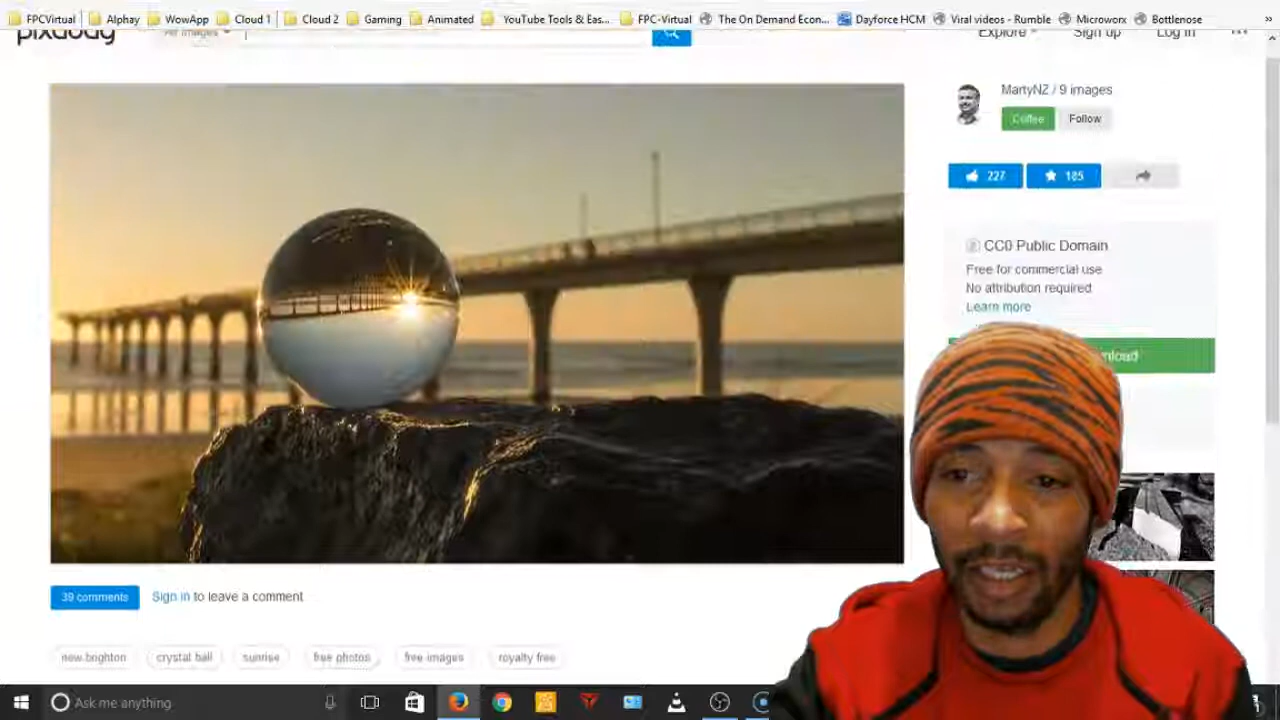 FPCVirtual Alphay WowApp Cloud 1 Cloud 2 Gaming Animated YouTube Tools & Eas... FPC-Virtual The On Demand Econ... Dayforce HCM Viral videos - Rumble Microworx Bottlenose »
pixabay All images Explore Sign up Log in
MartyNZ / 9 images
Coffee Follow
227 185
CC0 Public Domain
Free for commercial use
No attribution required
Learn more
nload
39 comments Sign in to leave a comment
new brighton crystal ball sunrise free photos free images royalty free
Ask me anything